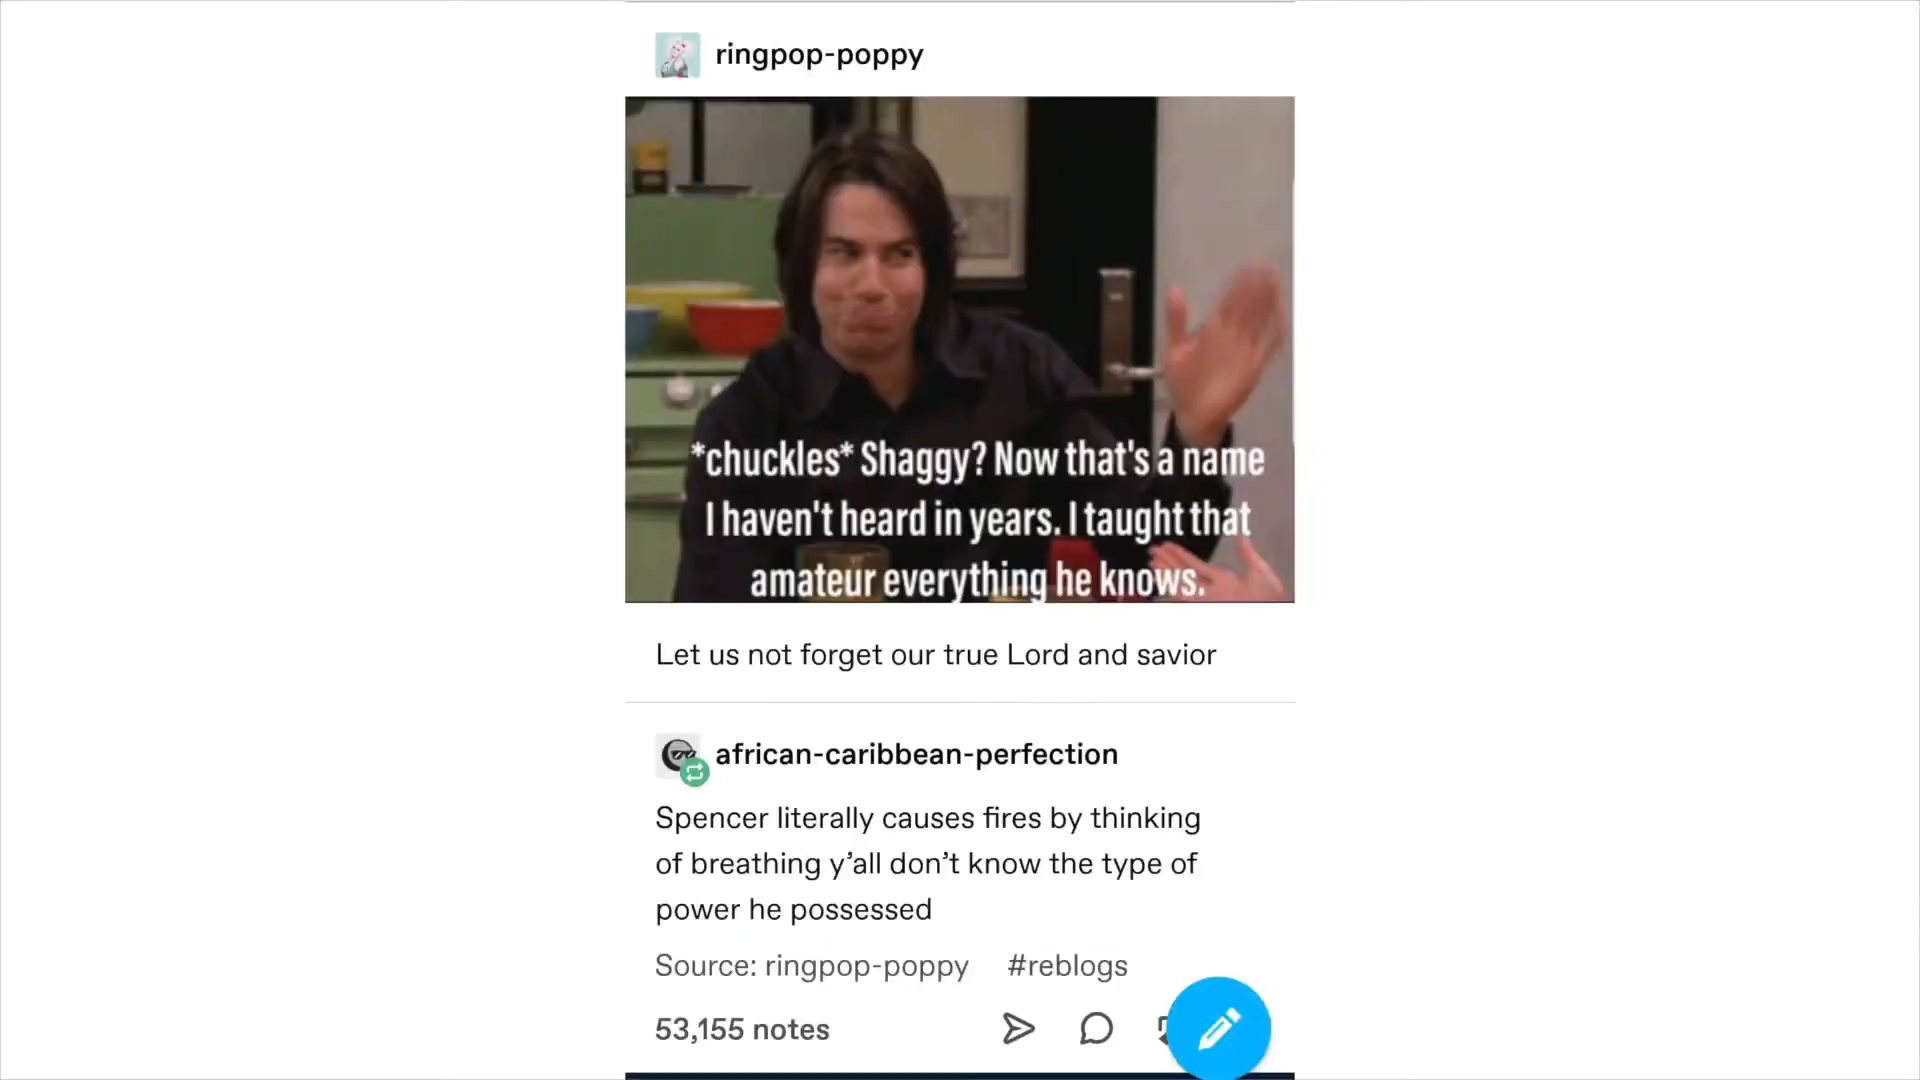 ringpop-poppy
*chuckles* Shaggy? Now that's a name
I haven't heard in years. I taught that
amateur everything he knows.
Let us not forget our true Lord and savior
african-caribbean-perfection
Spencer literally causes fires by thinking
of breathing y’all don’t know the type of
power he possessed
Source: ringpop-poppy #reblogs
53,155 notes